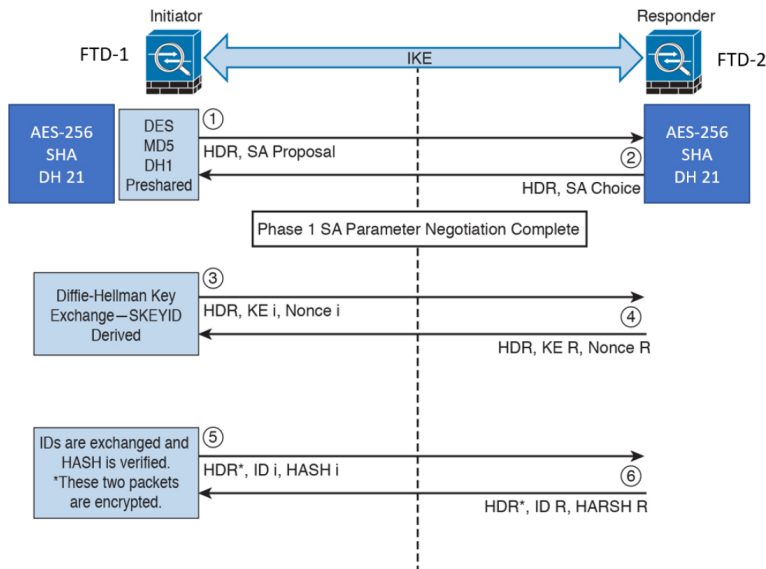 Initiator
Responder
FTD-1
IKE
FTD-2
AES-256
SHA
DH 21
DES
MD5
DH1
Preshared
1
HDR, SA Proposal
2
HDR, SA Choice
AES-256
SHA
DH 21
Phase 1 SA Parameter Negotiation Complete
Diffie-Hellman Key
Exchange—SKEYID
Derived
3
HDR, KE i, Nonce i
4
HDR, KE R, Nonce R
IDs are exchanged and
HASH is verified.
*These two packets
are encrypted.
5
HDR*, ID i, HASH i
6
HDR*, ID R, HARSH R